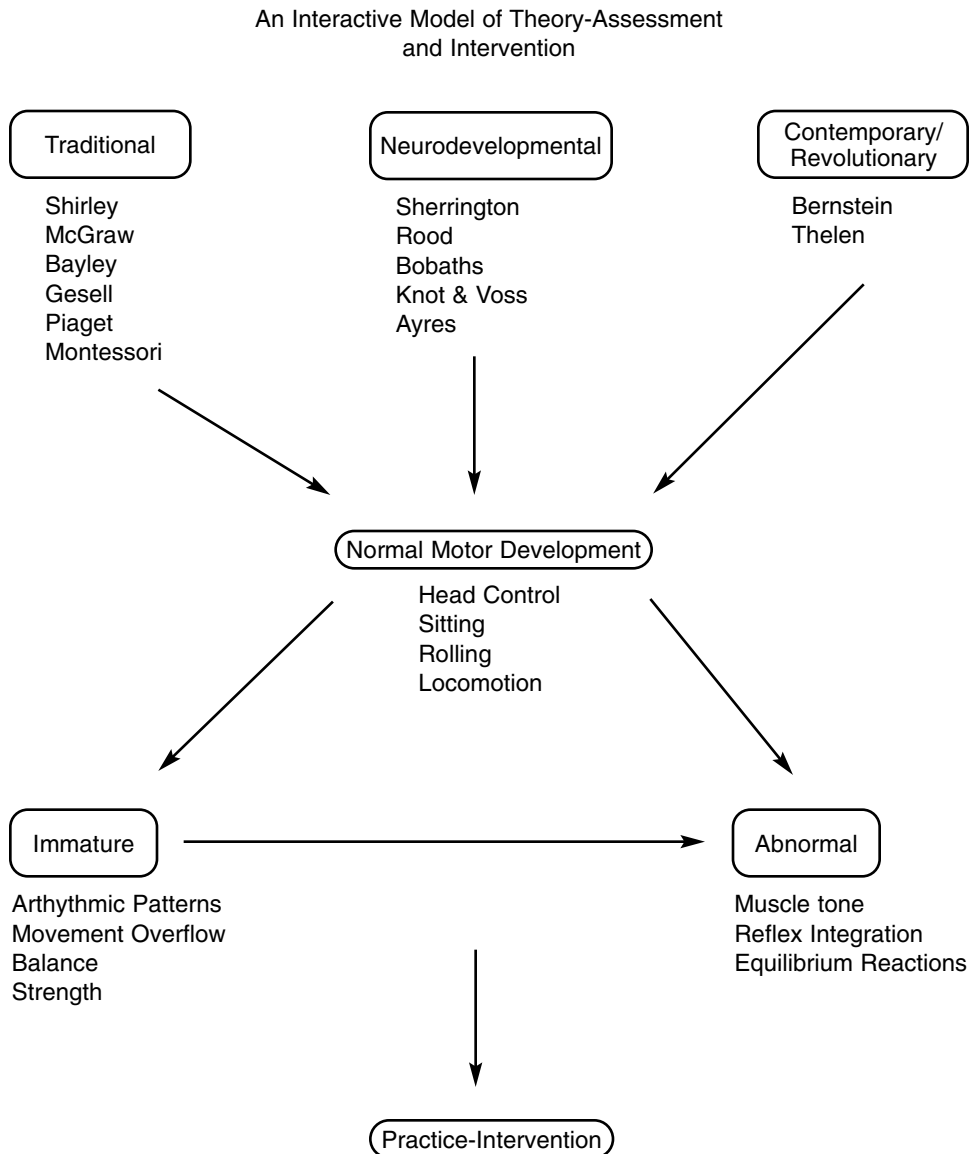 An Interactive Model of Theory-Assessment
and Intervention
Traditional
Shirley
McGraw
Bayley
Gesell
Piaget
Montessori
Neurodevelopmental
Sherrington
Rood
Bobaths
Knot & Voss
Ayres
Contemporary/
Revolutionary
Bernstein
Thelen
Normal Motor Development
Head Control
Sitting
Rolling
Locomotion
Immature
Arthythmic Patterns
Movement Overflow
Balance
Strength
Abnormal
Muscle tone
Reflex Integration
Equilibrium Reactions
Practice-Intervention